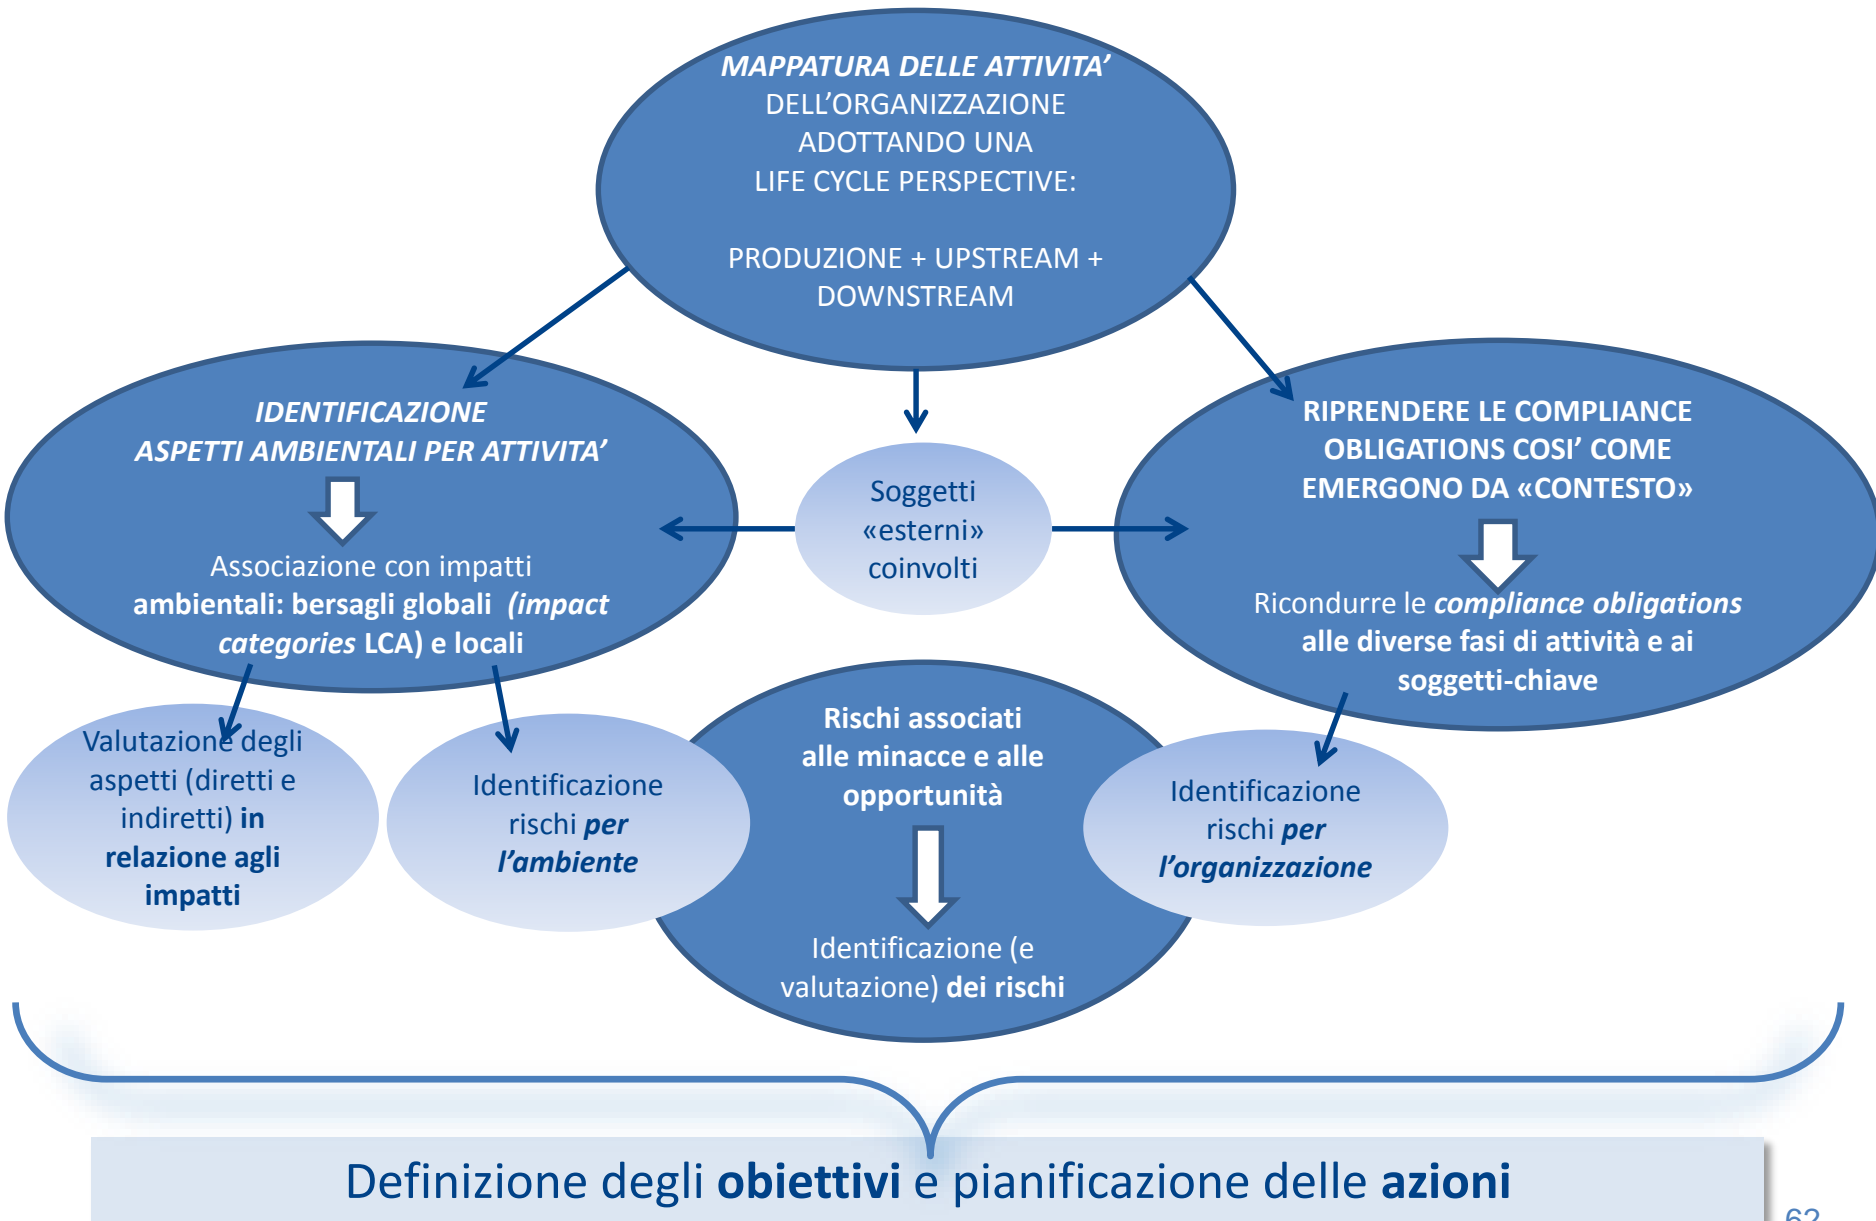 MAPPATURA DELLE ATTIVITA’
DELL’ORGANIZZAZIONE
ADOTTANDO UNA
LIFE CYCLE PERSPECTIVE:
PRODUZIONE + UPSTREAM +
DOWNSTREAM
IDENTIFICAZIONE
ASPETTI AMBIENTALI PER ATTIVITA’
Associazione con impatti
ambientali: bersagli globali (impact
categories LCA) e locali
Soggetti
«esterni»
coinvolti
RIPRENDERE LE COMPLIANCE
OBLIGATIONS COSI’ COME
EMERGONO DA «CONTESTO»
Ricondurre le compliance obligations
alle diverse fasi di attività e ai
soggetti-chiave
Valutazione degli
aspetti (diretti e
indiretti) in
relazione agli
impatti
Identificazione
rischi per
l’ambiente
Rischi associati
alle minacce e alle
opportunità
Identificazione (e
valutazione) dei rischi
Identificazione
rischi per
l’organizzazione
Definizione degli obiettivi e pianificazione delle azioni
62